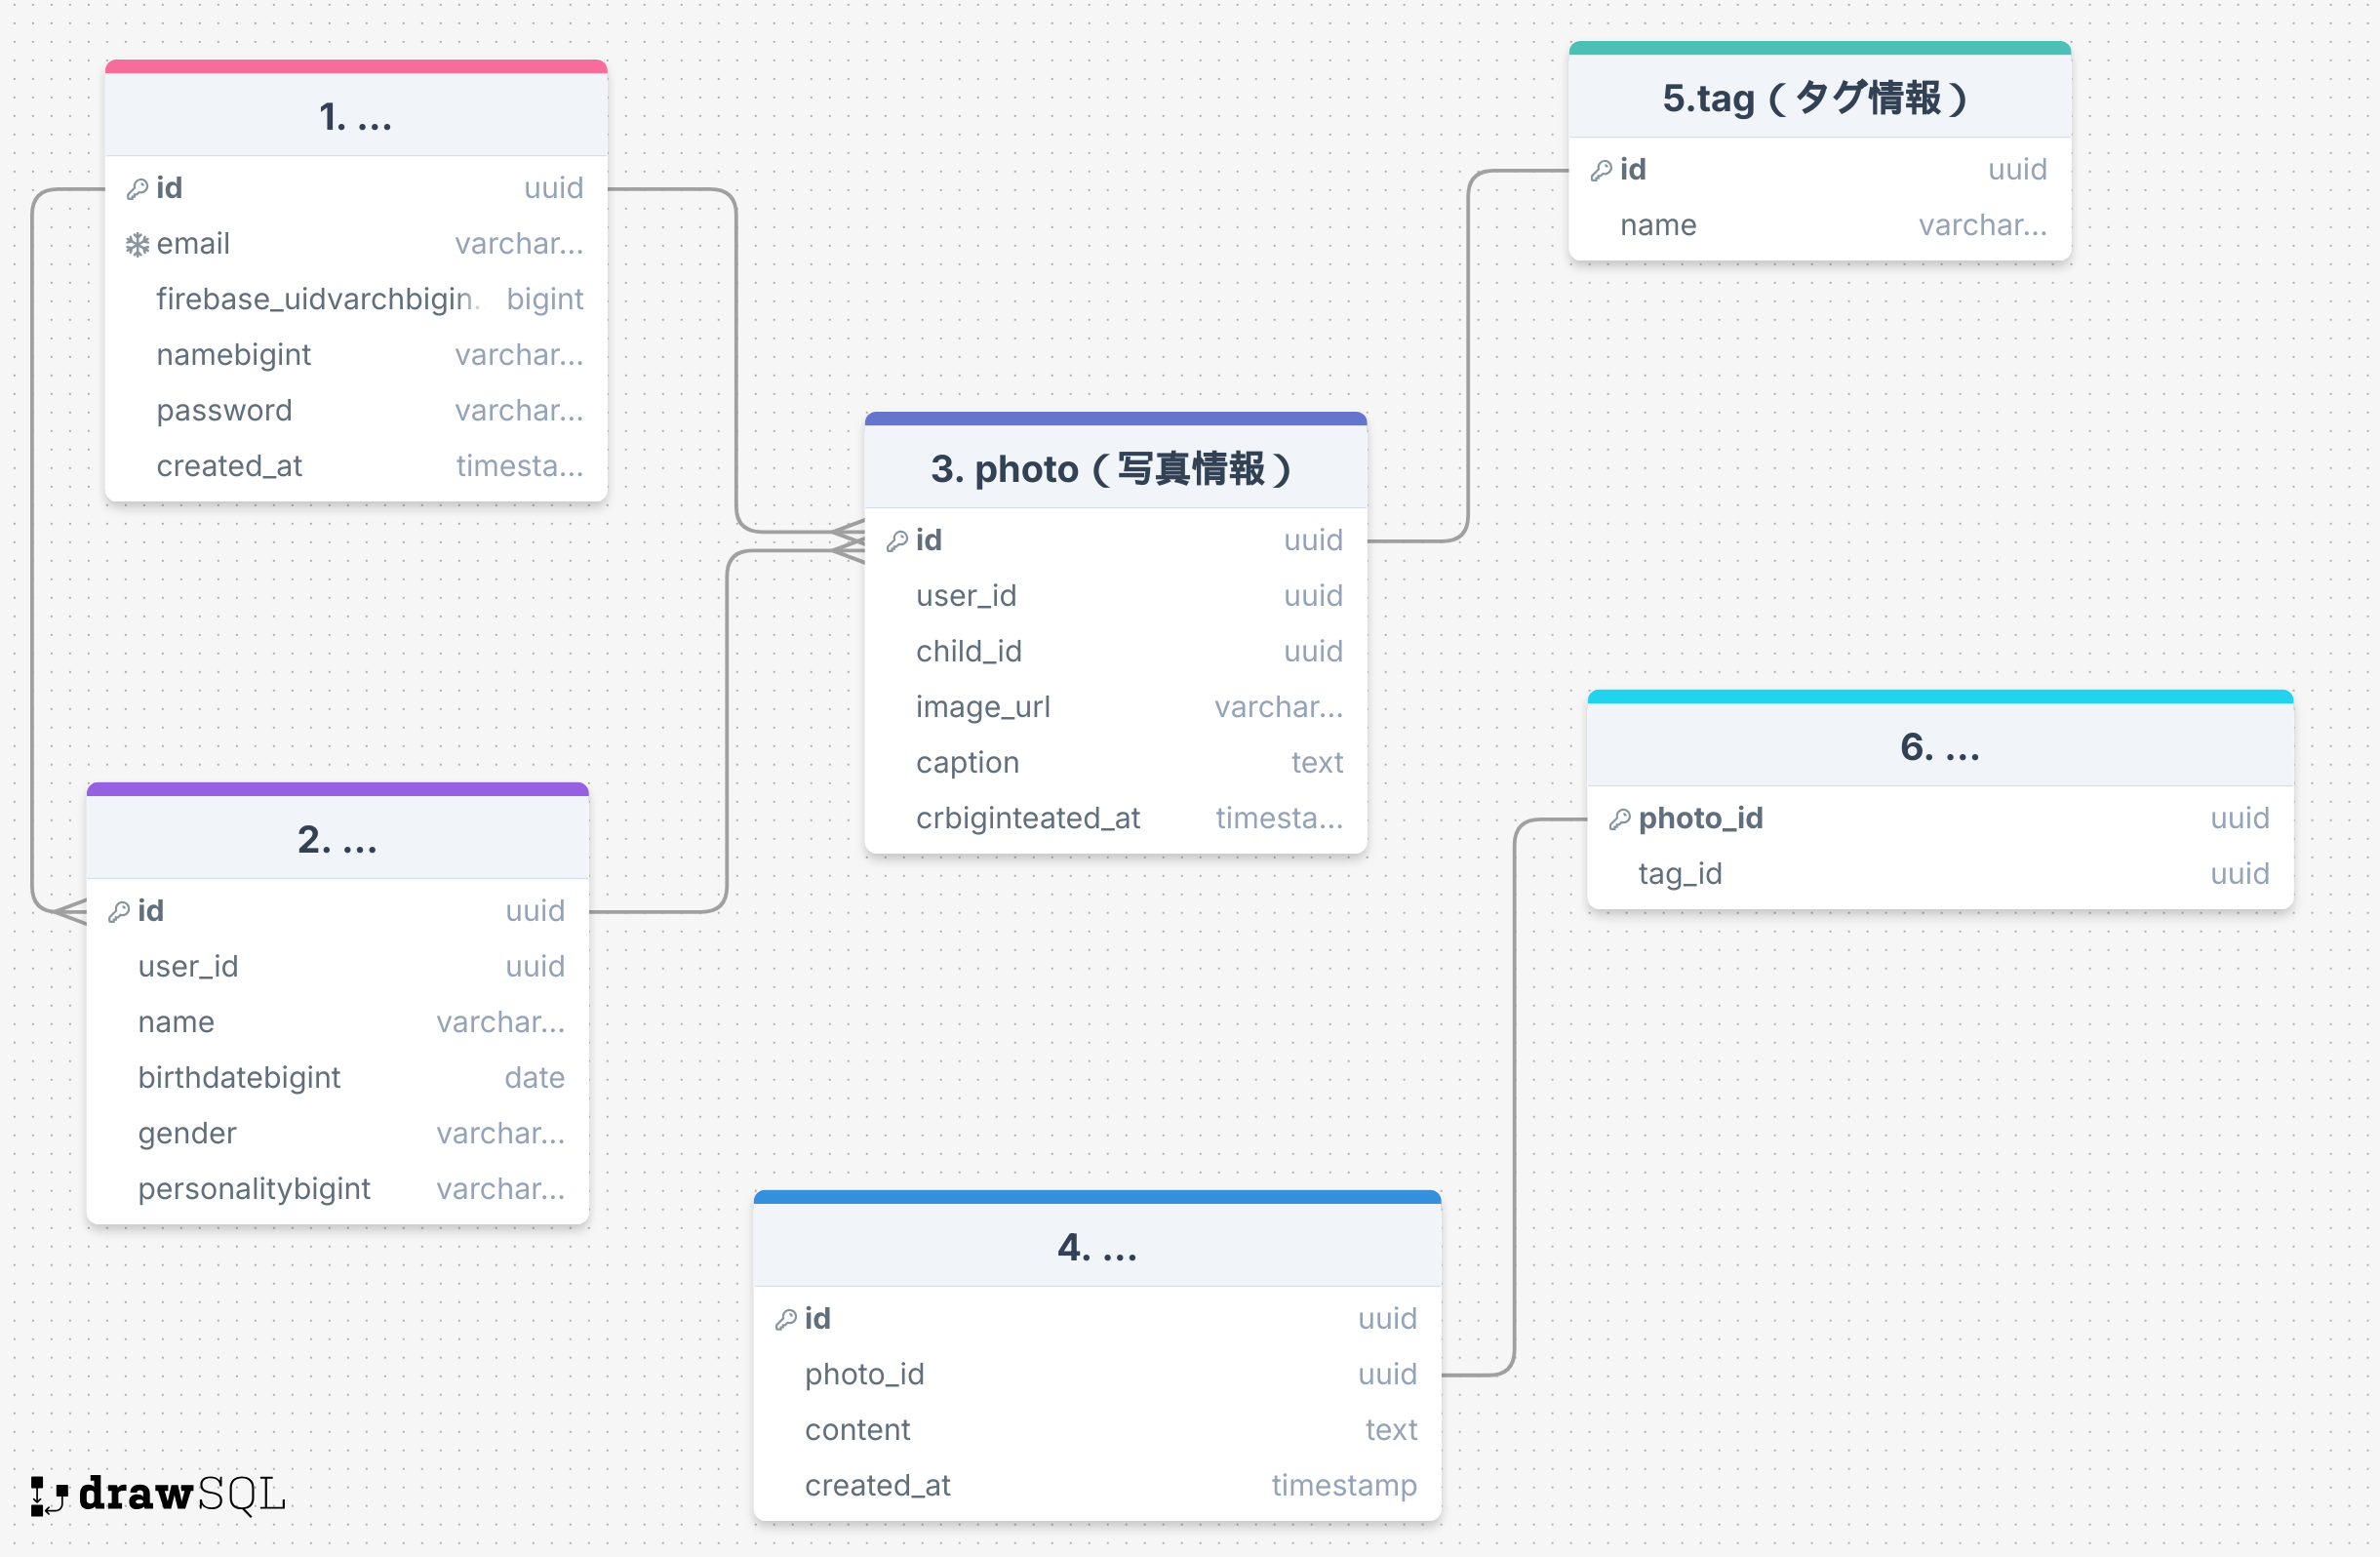 1. ...
id uuid
email varchar...
firebase_uidvarchbigin. bigint
namebigint varchar...
password varchar...
created_at timesta...
2. ...
id uuid
user_id uuid
name varchar...
birthdatebigint date
gender varchar...
personalitybigint varchar...
3. photo（写真情報）
id uuid
user_id uuid
child_id uuid
image_url varchar...
caption text
crbiginteated_at timesta...
4. ...
id uuid
photo_id uuid
content text
created_at timestamp
5.tag（タグ情報）
id uuid
name varchar...
6. ...
photo_id uuid
tag_id uuid
drawSQL